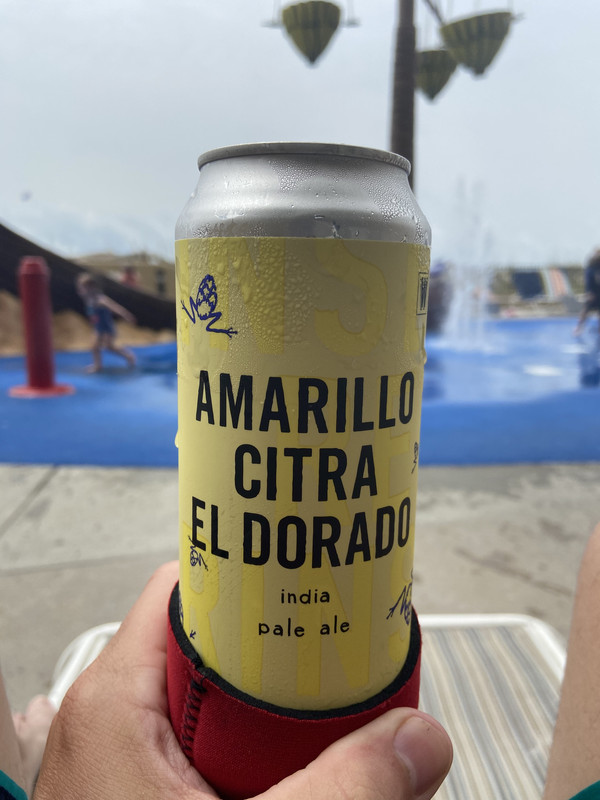 W
AMARILLO
CITRA
EL DORADO
india
pale ale